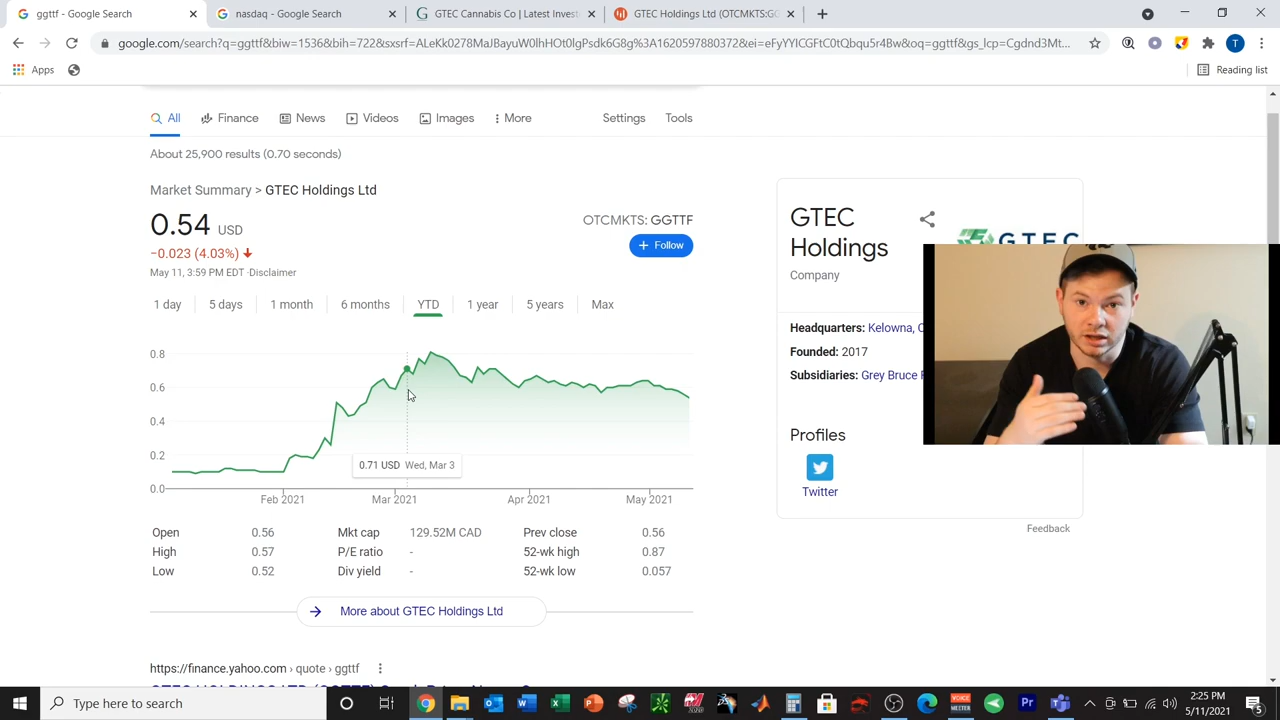 ggttf - Google Search
nasdaq - Google Search
GTEC Cannabis Co | Latest Invest
GTEC Holdings Ltd (OTCMKTS:GG
google.com/search?q=ggttf&biw=1536&bih=722&sxsrf=ALeKk0278MaJBayuW0lhHOt0lgPsdk6G8g%3A1620597880372&ei=eFyYYICGFtC0tQbqu5r4Bw&oq=ggttf&gs_lcp=Cgdnd3Mt...
Apps
Reading list
All
Finance
News
Videos
Images
More
Settings
Tools
About 25,900 results (0.70 seconds)
Market Summary > GTEC Holdings Ltd
0.54 USD
OTCMKTS: GGTTF
−0.023 (4.03%)
+ Follow
May 11, 3:59 PM EDT ·Disclaimer
1 day
5 days
1 month
6 months
YTD
1 year
5 years
Max
0.8
0.6
0.4
0.2
0.0
0.71 USD Wed, Mar 3
Feb 2021
Mar 2021
Apr 2021
May 2021
Open 0.56
Mkt cap 129.52M CAD
Prev close 0.56
High 0.57
P/E ratio -
52-wk high 0.87
Low 0.52
Div yield -
52-wk low 0.057
More about GTEC Holdings Ltd
https://finance.yahoo.com › quote › ggttf
GTEC
Holdings
GTEC
Company
Headquarters: Kelowna,
Founded: 2017
Subsidiaries: Grey Bruce
Profiles
Twitter
Feedback
Type here to search
2:25 PM
5/11/2021